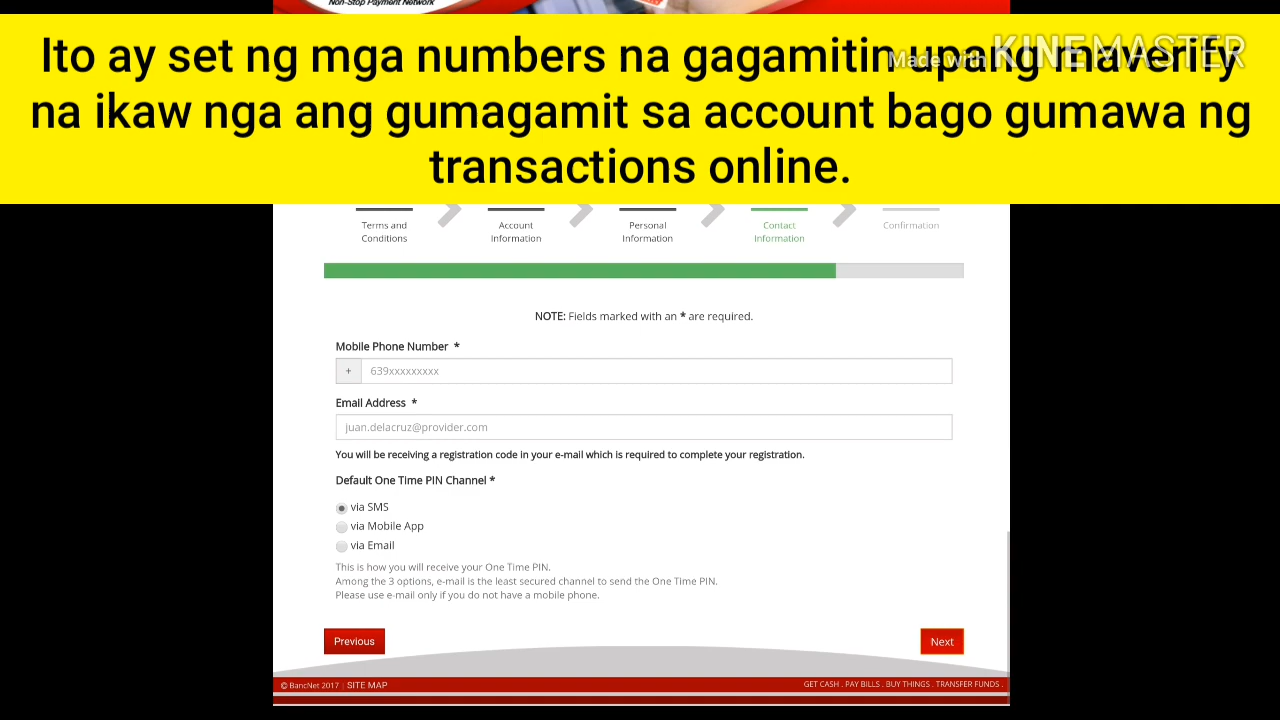 Non-Stop Payment Network
Ito ay set ng mga numbers na gagamitin upang maverify
na ikaw nga ang gumagamit sa account bago gumawa ng
transactions online.
Made with KINEMASTER
Terms and
Conditions
Account
Information
Personal
Information
Contact
Information
Confirmation
NOTE: Fields marked with an * are required.
Mobile Phone Number *
+ 639xxxxxxxxx
Email Address *
juan.delacruz@provider.com
You will be receiving a registration code in your e-mail which is required to complete your registration.
Default One Time PIN Channel *
via SMS
via Mobile App
via Email
This is how you will receive your One Time PIN.
Among the 3 options, e-mail is the least secured channel to send the One Time PIN.
Please use e-mail only if you do not have a mobile phone.
Previous
Next
© BancNet 2017 | SITE MAP
GET CASH . PAY BILLS . BUY THINGS . TRANSFER FUNDS .